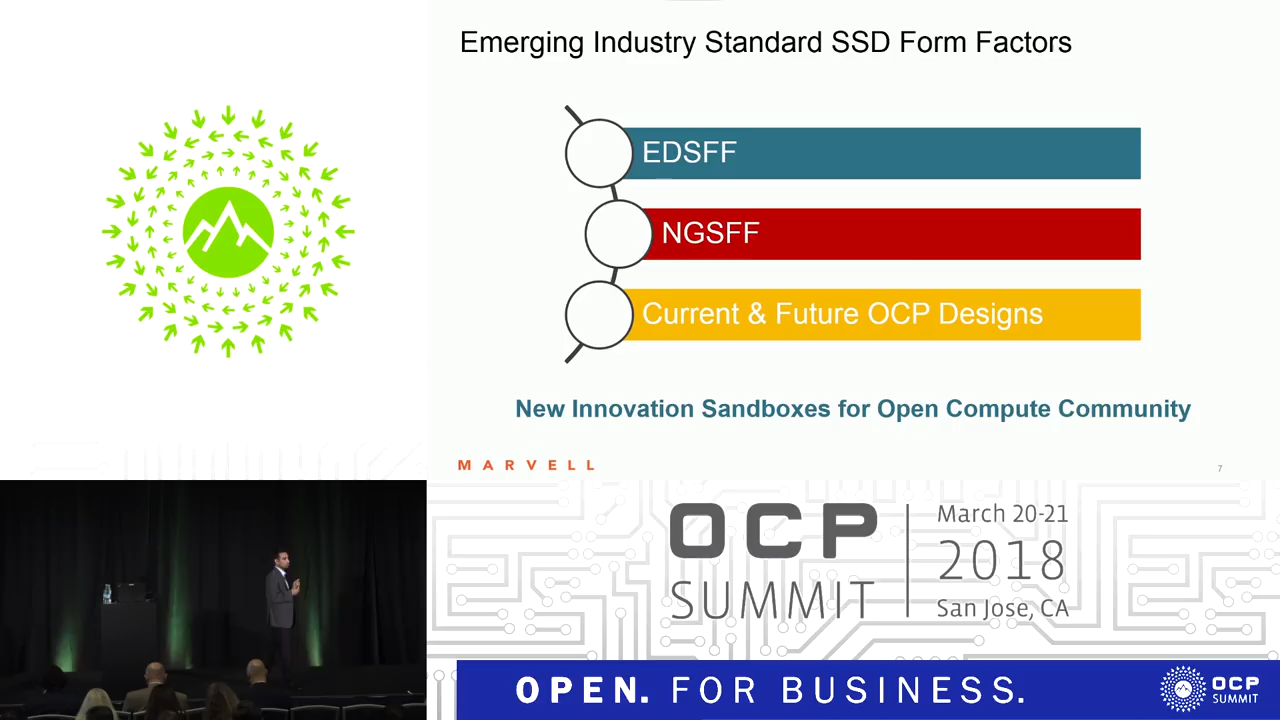 Emerging Industry Standard SSD Form Factors
EDSFF
NGSFF
Current & Future OCP Designs
New Innovation Sandboxes for Open Compute Community
MARVELL
7
OCP
SUMMIT
March 20-21
2018
San Jose, CA
OPEN. FOR BUSINESS.
OCP
SUMMIT